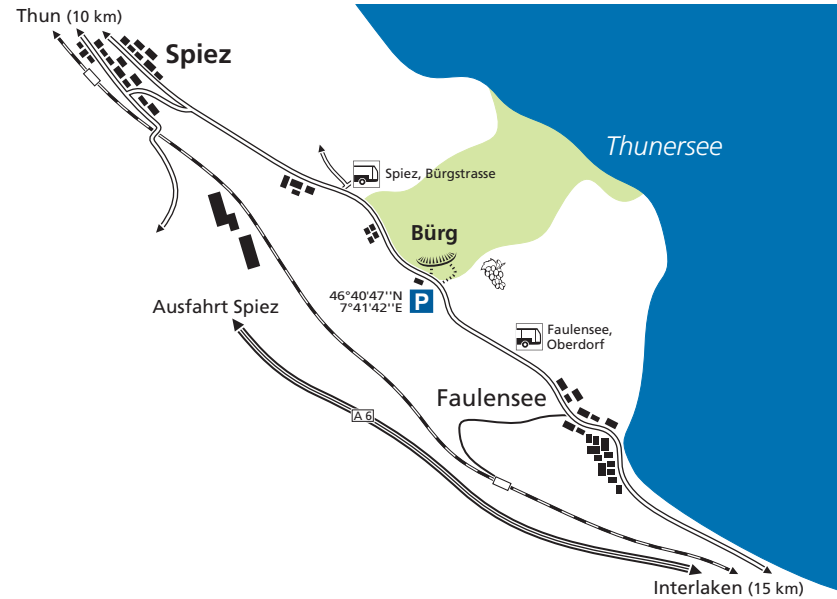 Thun (10 km)
Spiez
Thunersee
Spiez, Bürgstrasse
Bürg
46°40'47''N
7°41'42''E
P
Ausfahrt Spiez
Faulensee,
Oberdorf
Faulensee
A 6
Interlaken (15 km)